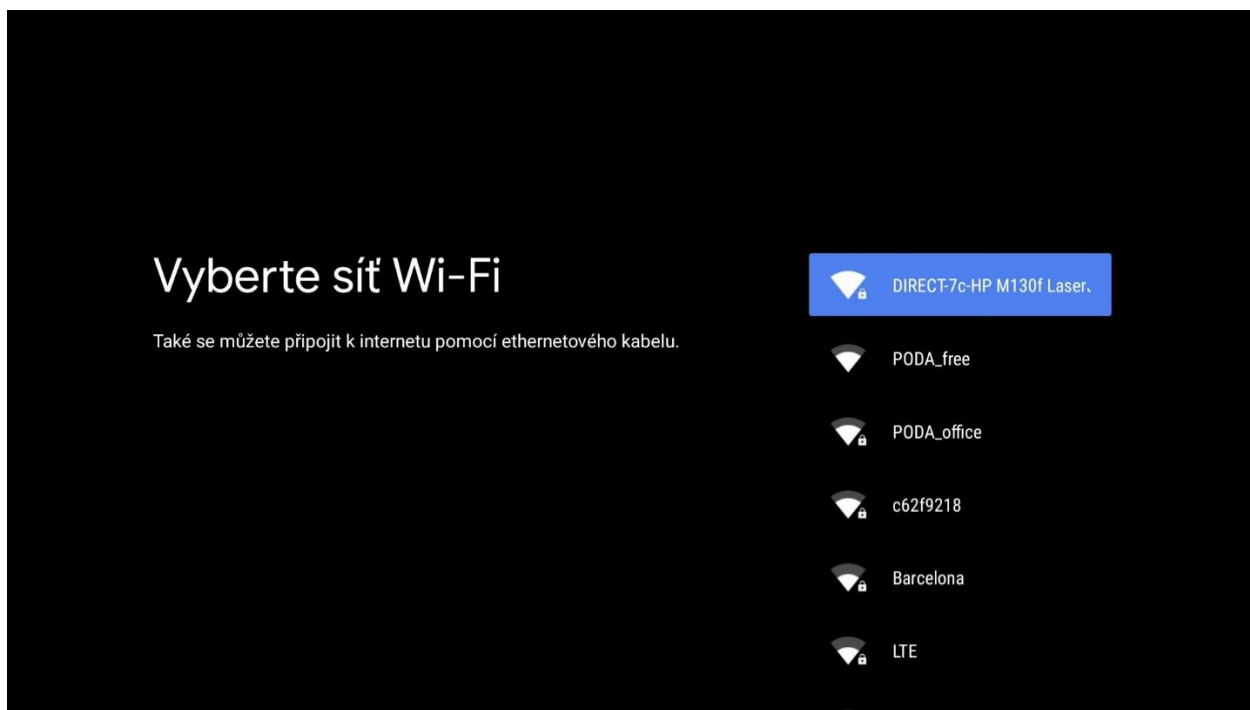 Vyberte síť Wi-Fi
Také se můžete připojit k internetu pomocí ethernetového kabelu.
DIRECT-7c-HP M130f Laser
PODA_free
PODA_office
c62f9218
Barcelona
LTE